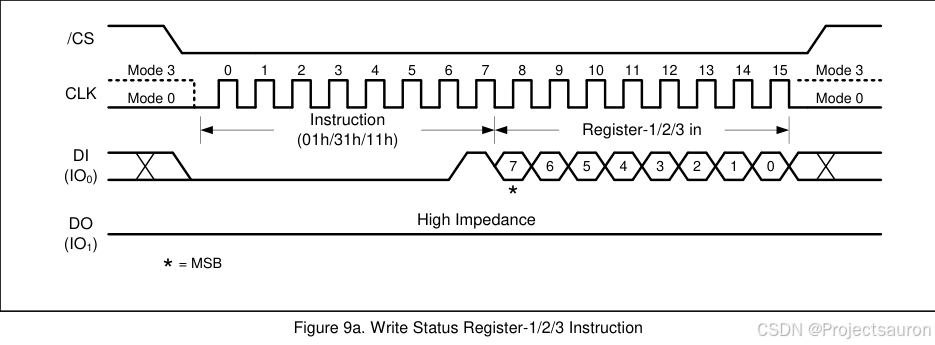 /CS
Mode 3 0 1 2 3 4 5 6 7 8 9 10 11 12 13 14 15 Mode 3
CLK Mode 0 Mode 0
Instruction Register-1/2/3 in
(01h/31h/11h)
DI
(IO₀) 7 6 5 4 3 2 1 0
*
High Impedance
DO
(IO₁)
* = MSB
Figure 9a. Write Status Register-1/2/3 Instruction
CSDN @Projectsauron